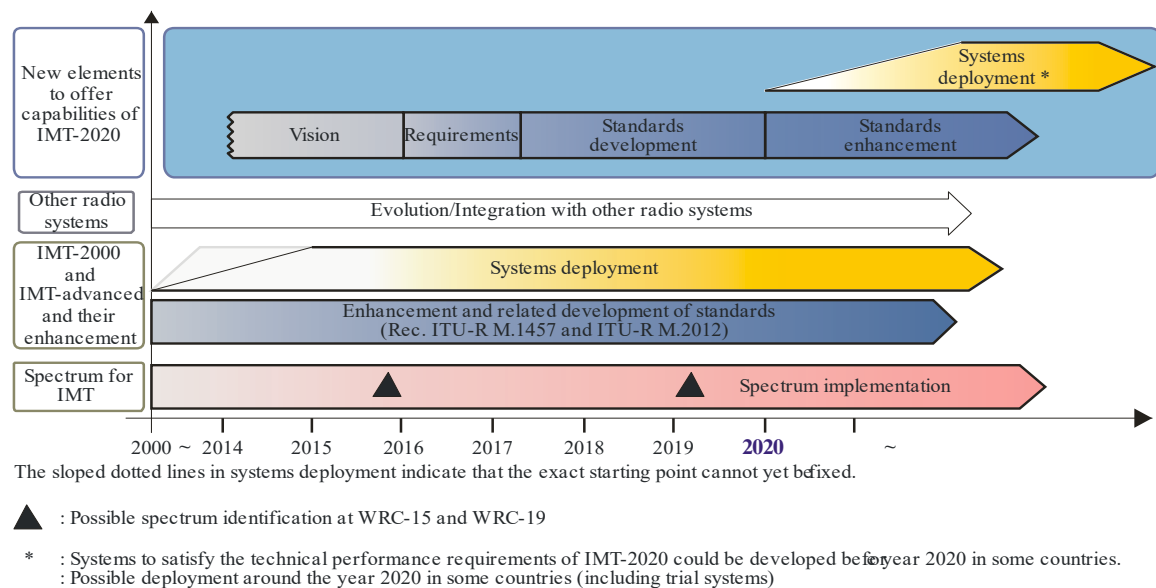 New elements
to offer
capabilities of
IMT-2020
Systems
deployment *
Vision
Requirements
Standards
development
Standards
enhancement
Other radio
systems
Evolution/Integration with other radio systems
IMT-2000
and
IMT-advanced
and their
enhancement
Systems deployment
Enhancement and related development of standards
(Rec. ITU-R M.1457 and ITU-R M.2012)
Spectrum for
IMT
Spectrum implementation
2000 ~ 2014 2015 2016 2017 2018 2019 2020 ~
The sloped dotted lines in systems deployment indicate that the exact starting point cannot yet be fixed.
: Possible spectrum identification at WRC-15 and WRC-19
* : Systems to satisfy the technical performance requirements of IMT-2020 could be developed before year 2020 in some countries.
: Possible deployment around the year 2020 in some countries (including trial systems)